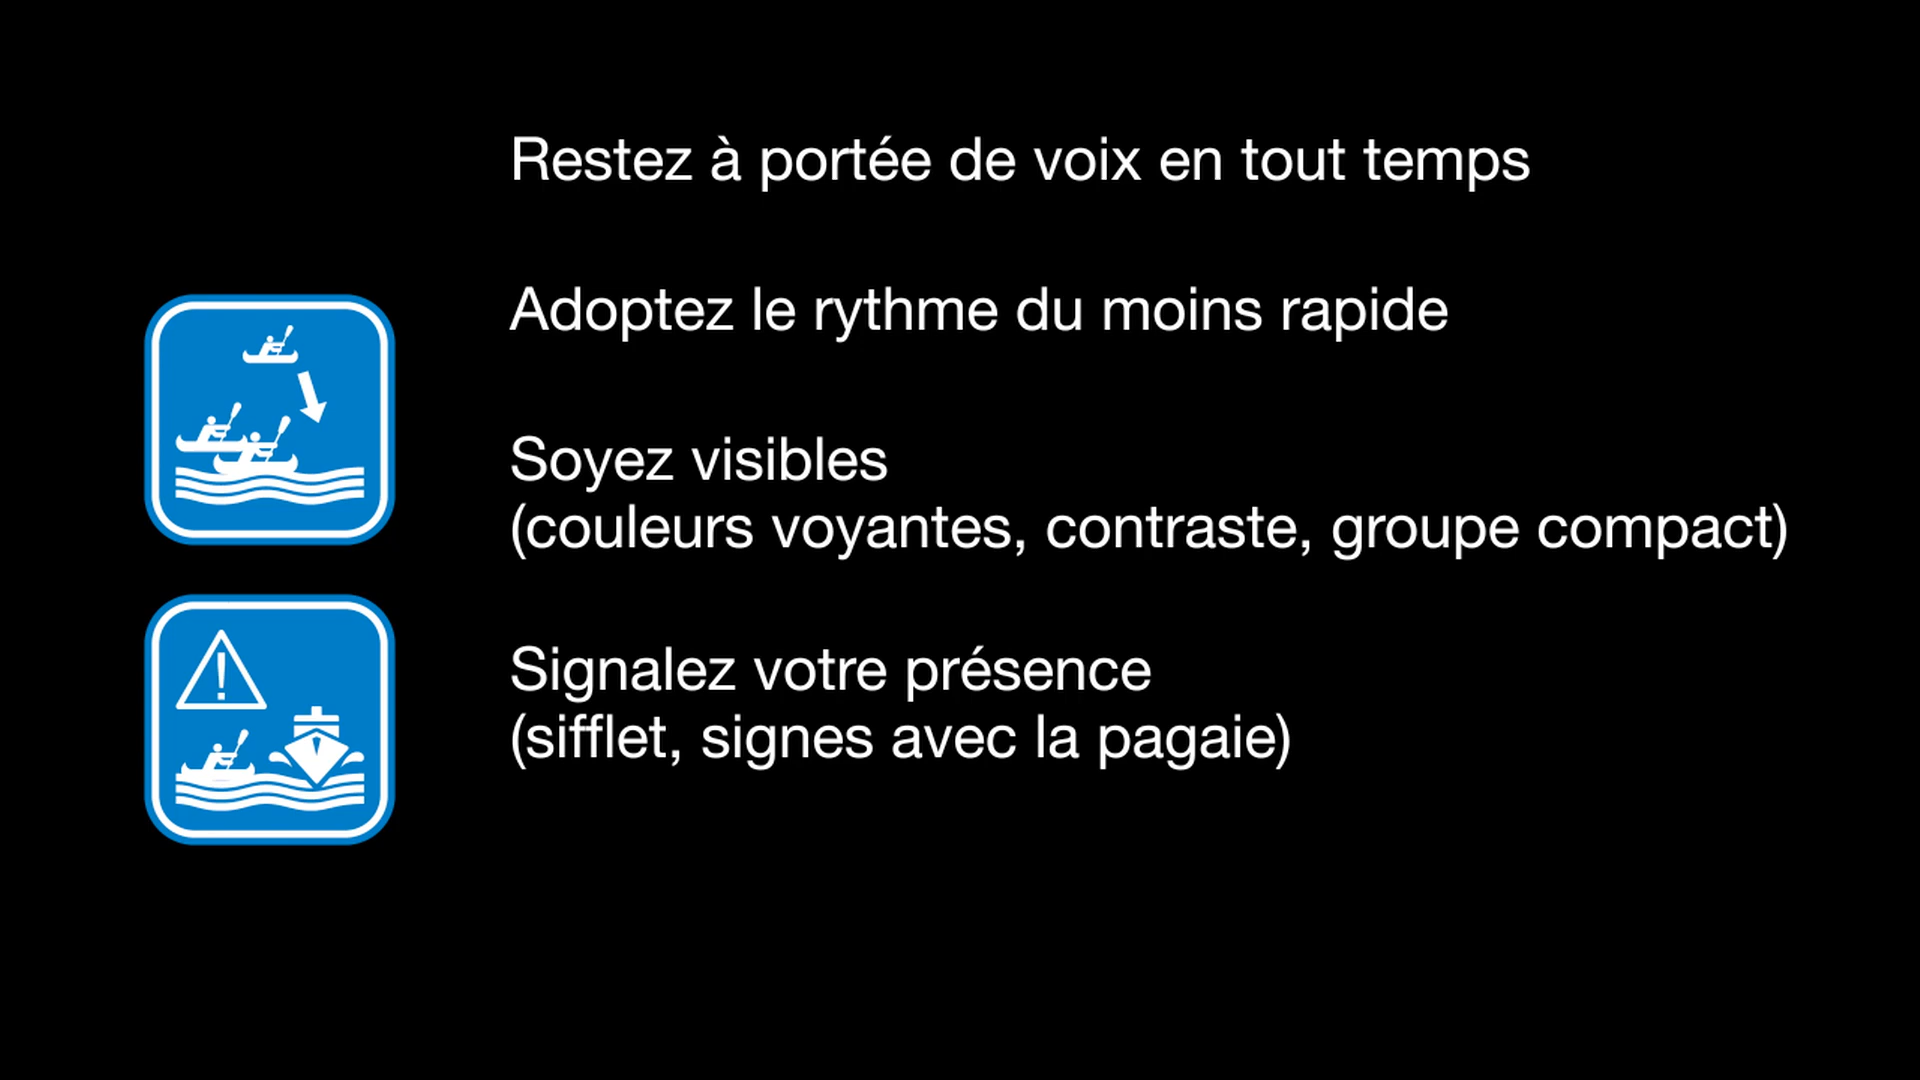 Restez à portée de voix en tout temps
Adoptez le rythme du moins rapide
Soyez visibles
(couleurs voyantes, contraste, groupe compact)
Signalez votre présence
(sifflet, signes avec la pagaie)